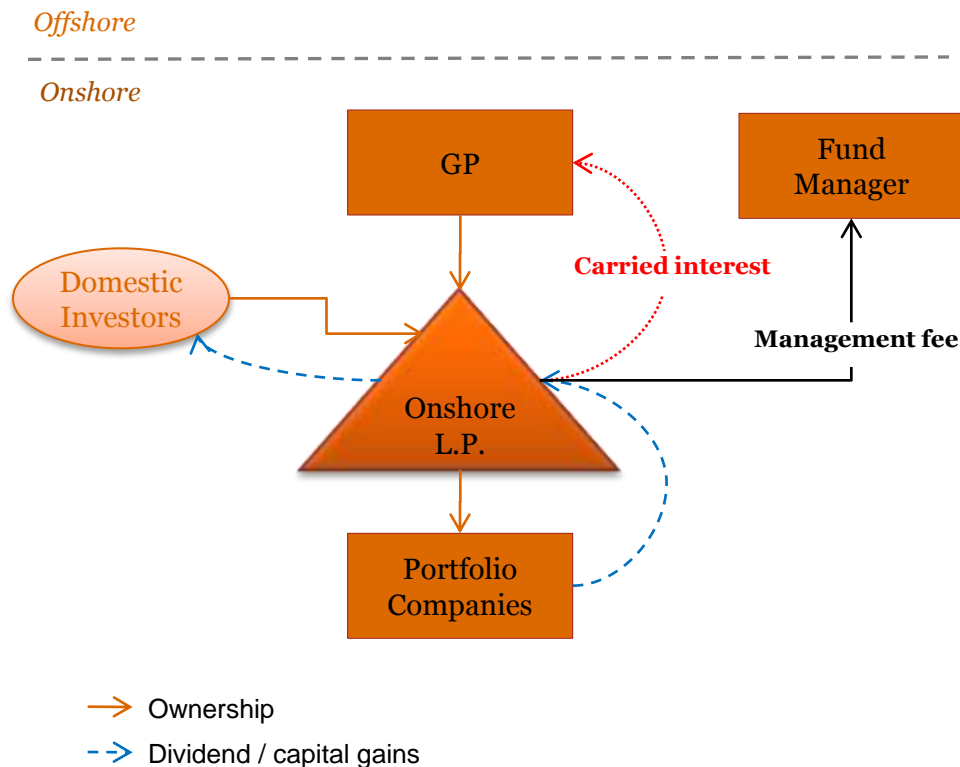 Offshore
Onshore
GP
Fund
Manager
Carried interest
Domestic
Investors
Management fee
Onshore
L.P.
Portfolio
Companies
Ownership
Dividend / capital gains